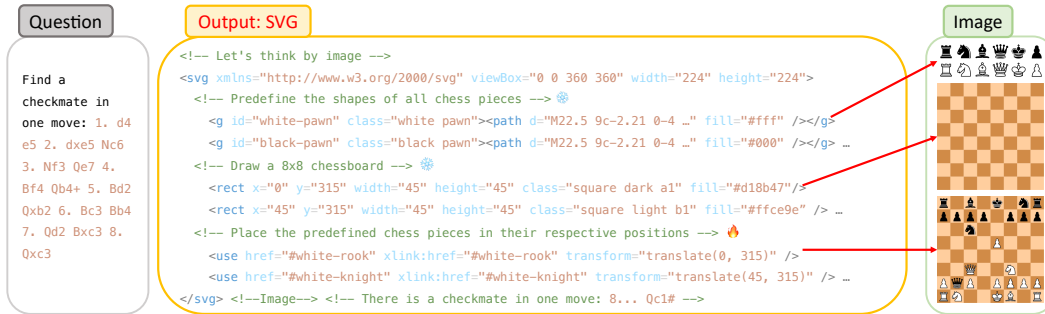 Question
Output: SVG
Image
Find a
checkmate in
one move: 1. d4
e5 2. dxe5 Nc6
3. Nf3 Qe7 4.
Bf4 Qb4+ 5. Bd2
Qxb2 6. Bc3 Bb4
7. Qd2 Bxc3 8.
Qxc3
<!-- Let's think by image -->
<svg xmlns="http://www.w3.org/2000/svg" viewBox="0 0 360 360" width="224" height="224">
<!-- Predefine the shapes of all chess pieces -->
<g id="white-pawn" class="white pawn"><path d="M22.5 9c-2.21 0-4 …" fill="#fff" /></g>
<g id="black-pawn" class="black pawn"><path d="M22.5 9c-2.21 0-4 …" fill="#000" /></g> …
<!-- Draw a 8x8 chessboard -->
<rect x="0" y="315" width="45" height="45" class="square dark a1" fill="#d18b47"/>
<rect x="45" y="315" width="45" height="45" class="square light b1" fill="#ffce9e" /> …
<!-- Place the predefined chess pieces in their respective positions -->
<use href="#white-rook" xlink:href="#white-rook" transform="translate(0, 315)" />
<use href="#white-knight" xlink:href="#white-knight" transform="translate(45, 315)" /> …
</svg> <!--Image--> <!-- There is a checkmate in one move: 8... Qc1# -->